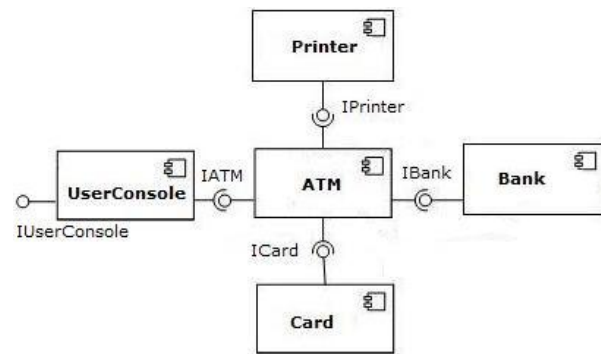 Printer
IPrinter
IATM
IBank
UserConsole
ATM
Bank
IUserConsole
ICard
Card